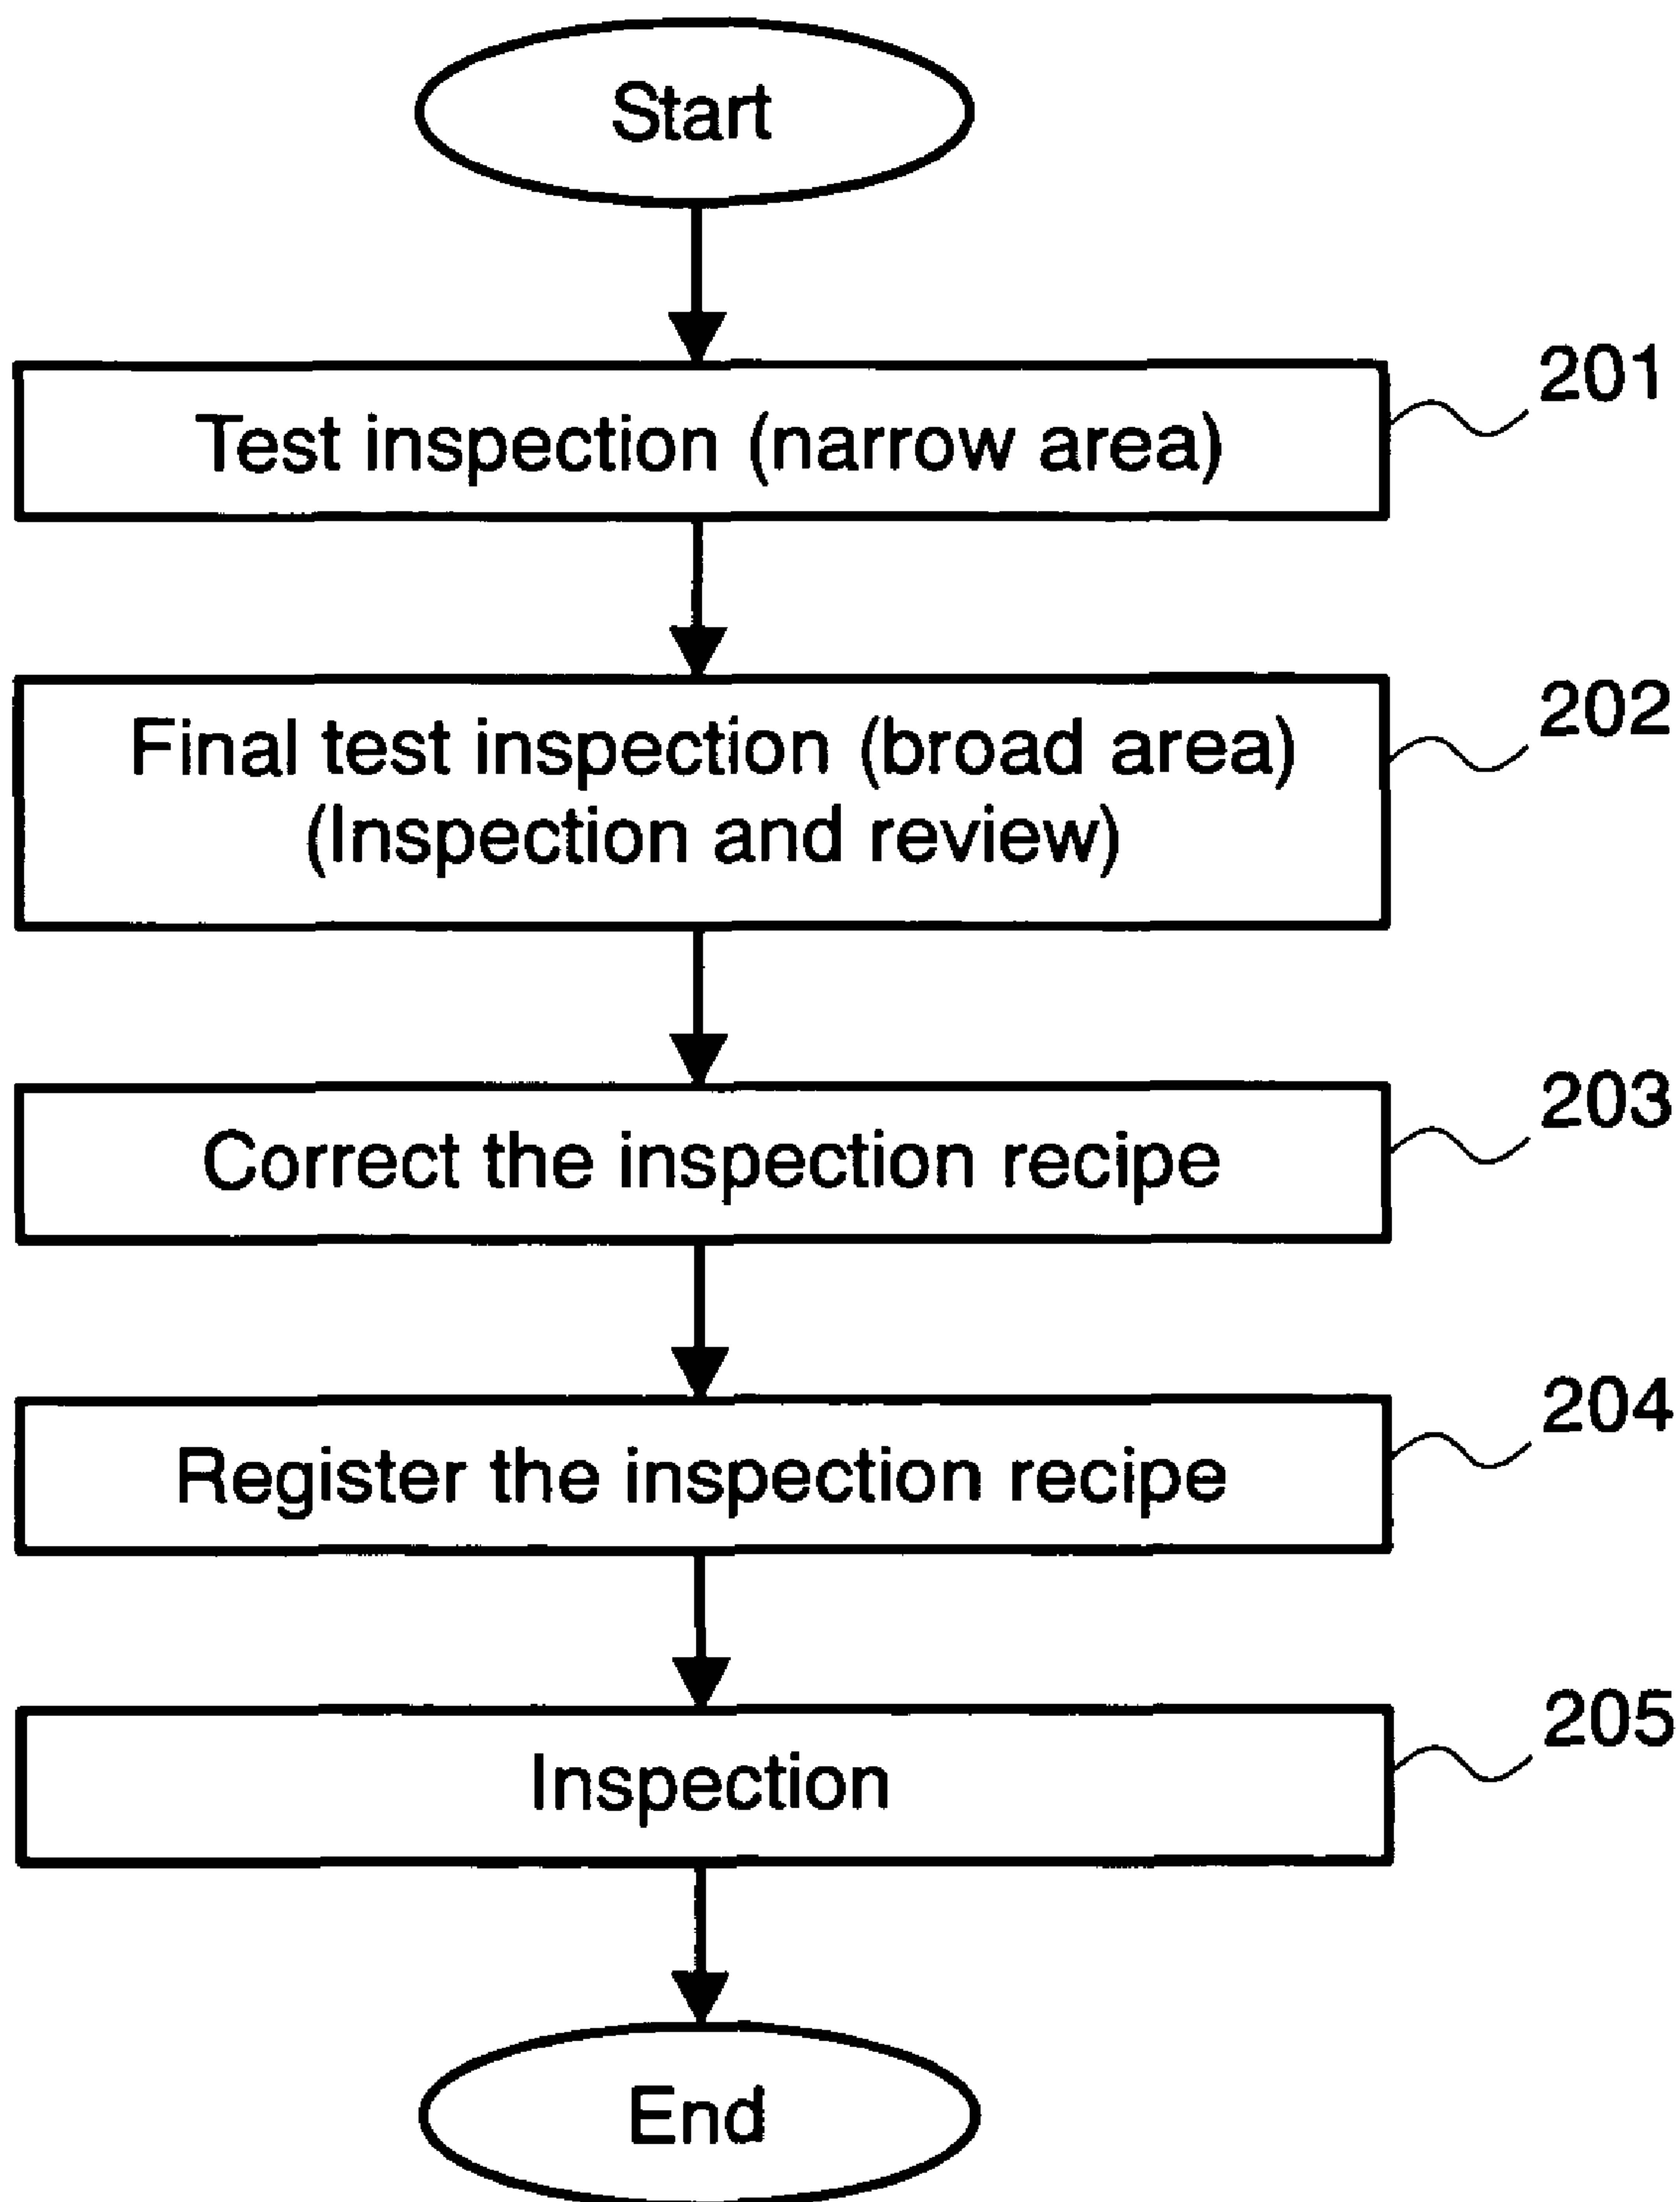 Start
Test inspection (narrow area)
201
Final test inspection (broad area)
(Inspection and review)
202
Correct the inspection recipe
203
Register the inspection recipe
204
Inspection
205
End